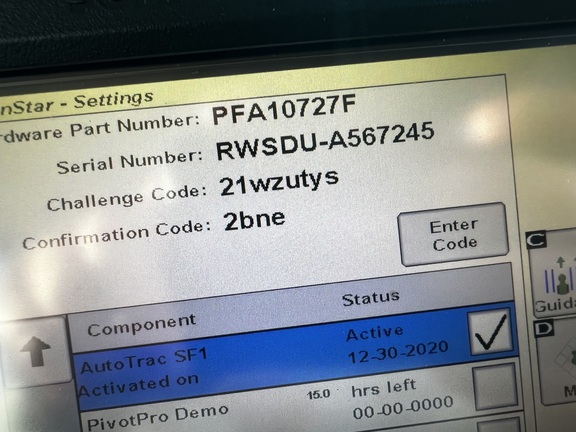 nStar - Settings
rdware Part Number: PFA10727F
Serial Number: RWSDU-A567245
Challenge Code: 21wzutys
Confirmation Code: 2bne
Enter Code
Component Status
AutoTrac SF1 Active
Activated on 12-30-2020
PivotPro Demo 15.0 hrs left
00-00-0000
C
Guida
D
M